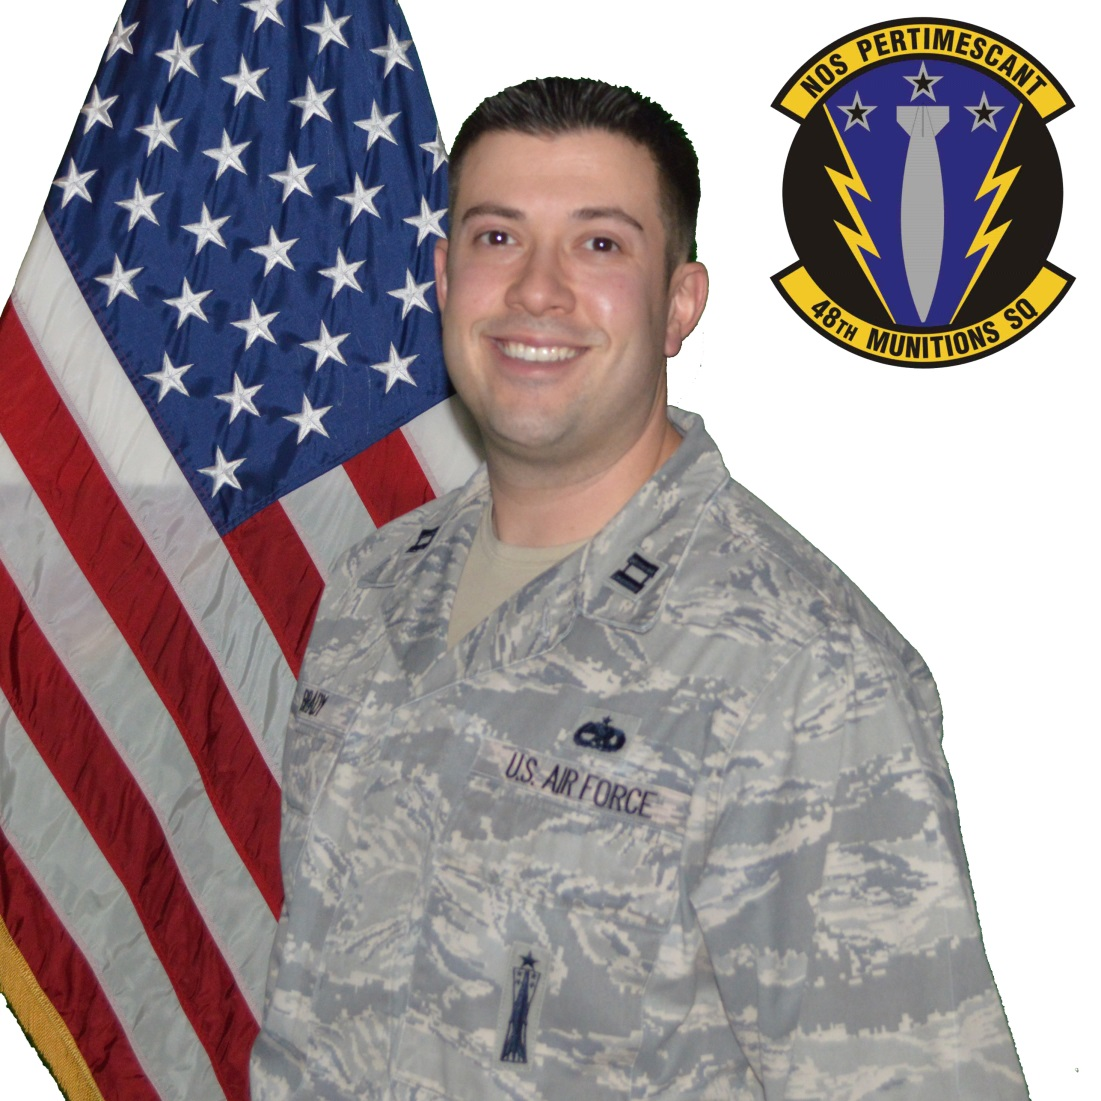 NOS PERTIMESCANT
48TH MUNITIONS SQ
U.S. AIR FORCE